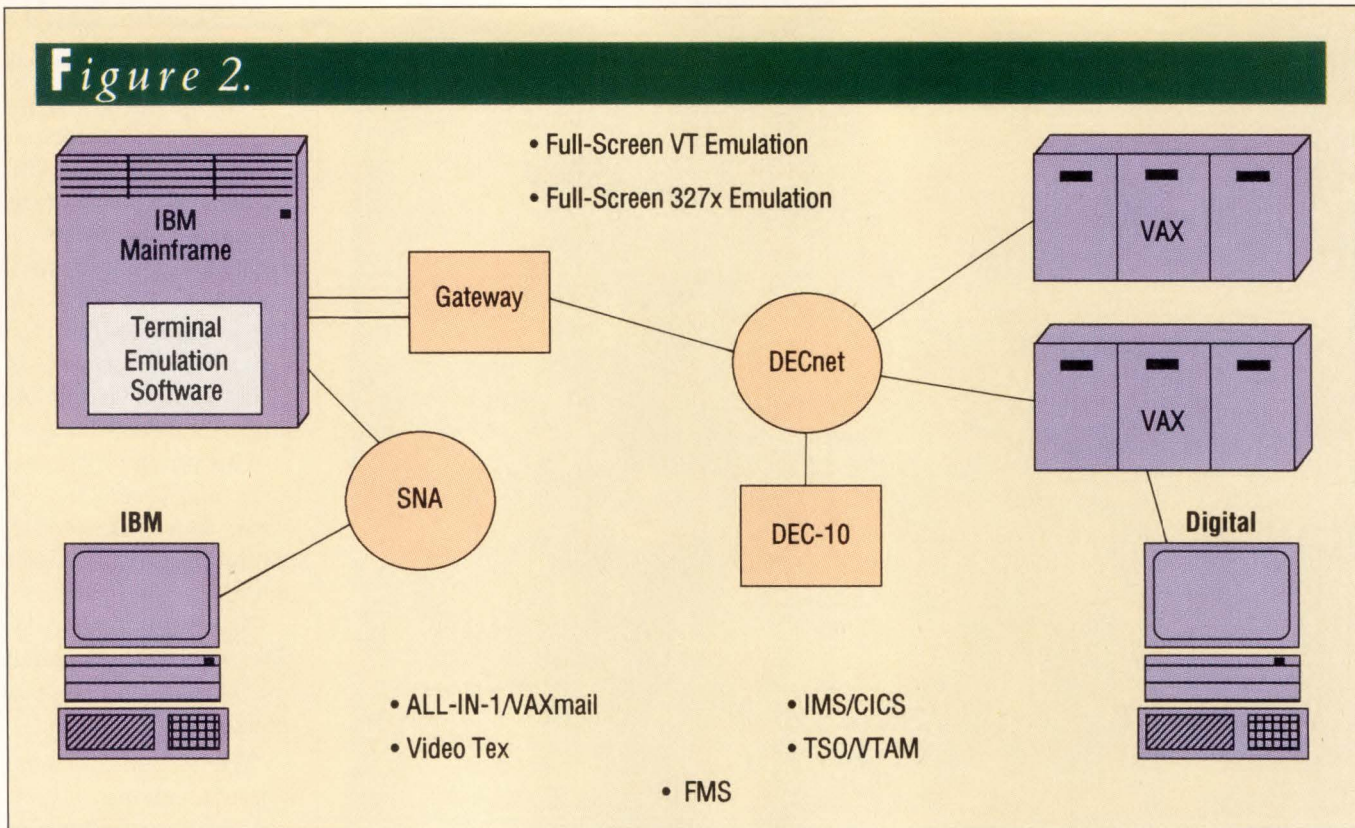 Figure 2.
• Full-Screen VT Emulation
• Full-Screen 327x Emulation
IBM
Mainframe
Terminal
Emulation
Software
Gateway
DECnet
VAX
VAX
SNA
DEC-10
IBM
Digital
• ALL-IN-1/VAXmail
• Video Tex
• IMS/CICS
• TSO/VTAM
• FMS